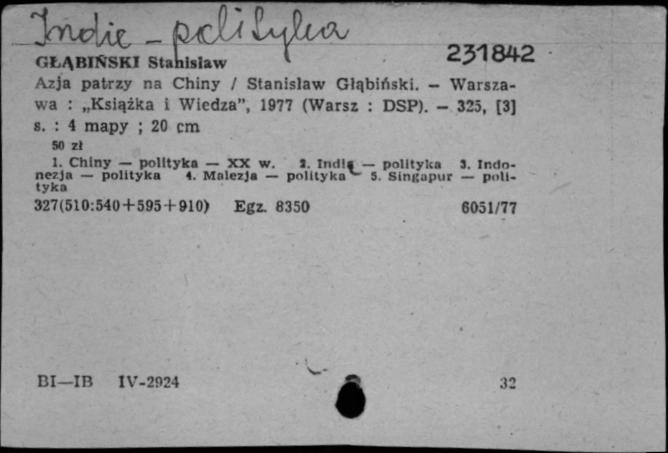 Indie – polityka
231842
GŁĄBIŃSKI Stanisław
Azja patrzy na Chiny / Stanisław Głąbiński. – Warsza-
wa : „Książka i Wiedza”, 1977 (Warsz : DSP). – 325, [3]
s. : 4 mapy ; 20 cm
50 zł
1. Chiny — polityka — XX w. 2. Indie — polityka 3. Indo-
nezja — polityka 4. Malezja — polityka 5. Singapur — poli-
tyka
327(510:540+595+910) Egz. 8350 6051/77
BI—IB IV-2924 32